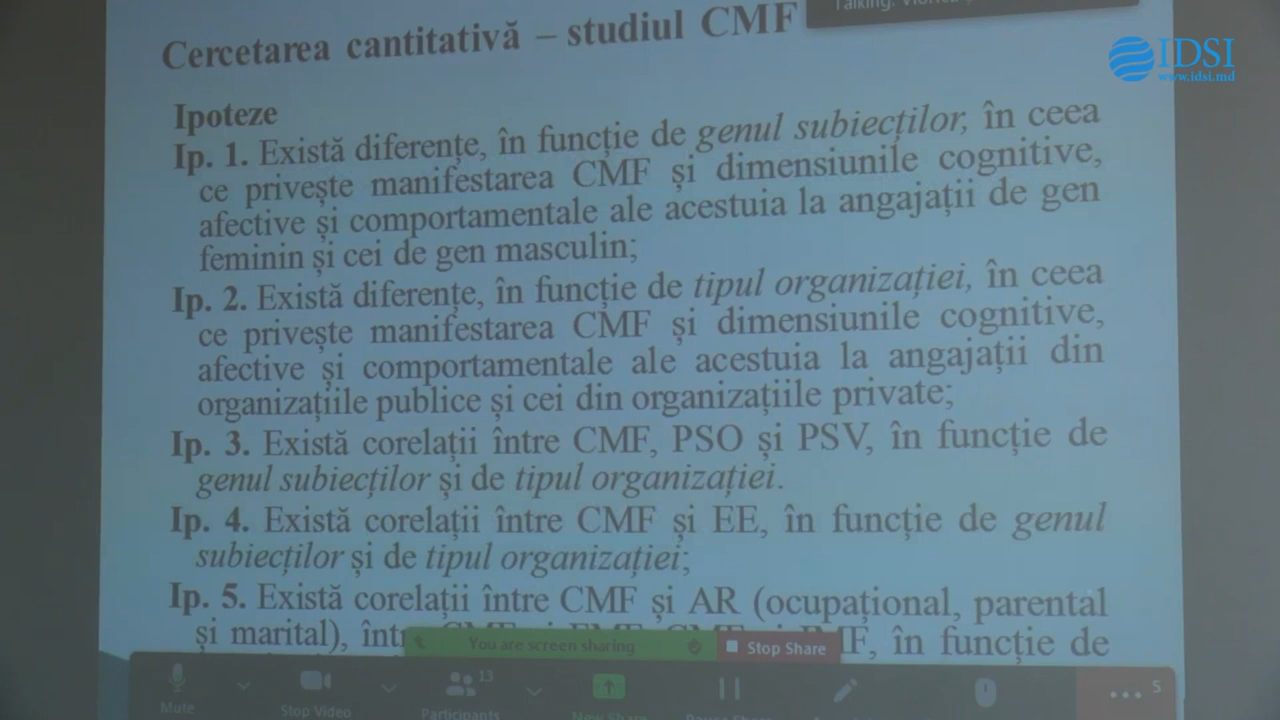 Talking:
Cercetarea cantitativă – studiul CMF
IDSI
www.idsi.md
Ipoteze
Ip. 1. Există diferențe, în funcție de genul subiecților, în ceea
ce privește manifestarea CMF și dimensiunile cognitive,
afective și comportamentale ale acestuia la angajații de gen
feminin și cei de gen masculin;
Ip. 2. Există diferențe, în funcție de tipul organizației, în ceea
ce privește manifestarea CMF și dimensiunile cognitive,
afective și comportamentale ale acestuia la angajații din
organizațiile publice și cei din organizațiile private;
Ip. 3. Există corelații între CMF, PSO și PSV, în funcție de
genul subiecților și de tipul organizației.
Ip. 4. Există corelații între CMF și EE, în funcție de genul
subiecților și de tipul organizației;
Ip. 5. Există corelații între CMF și AR (ocupațional, parental
și marital), în funcție de
You are screen sharing
Stop Share
Mute
Stop Video
Participants
13
New Share
Pause Share
5